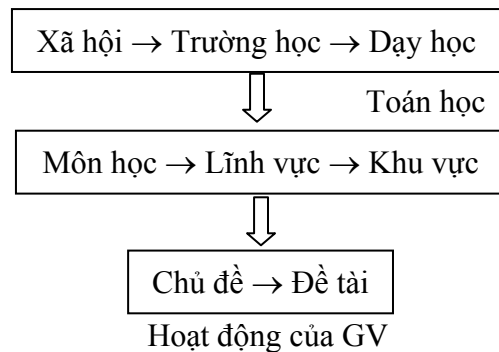 Xã hội → Trường học → Dạy học
Toán học
Môn học → Lĩnh vực → Khu vực
Chủ đề → Đề tài
Hoạt động của GV